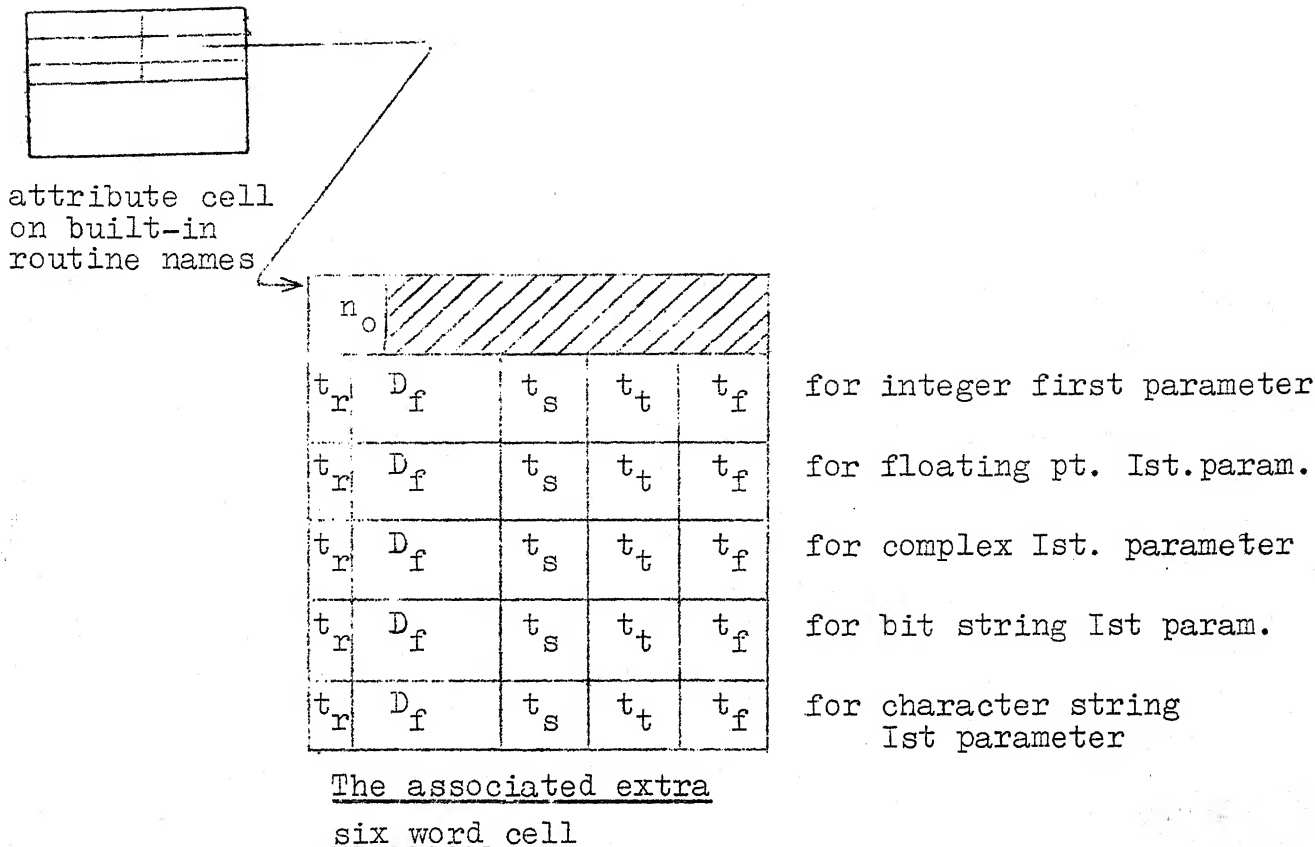 attribute cell
on built-in
routine names
n_o
t_r D_f t_s t_t t_f for integer first parameter
t_r D_f t_s t_t t_f for floating pt. Ist.param.
t_r D_f t_s t_t t_f for complex Ist. parameter
t_r D_f t_s t_t t_f for bit string Ist param.
t_r D_f t_s t_t t_f for character string
Ist parameter
The associated extra
six word cell